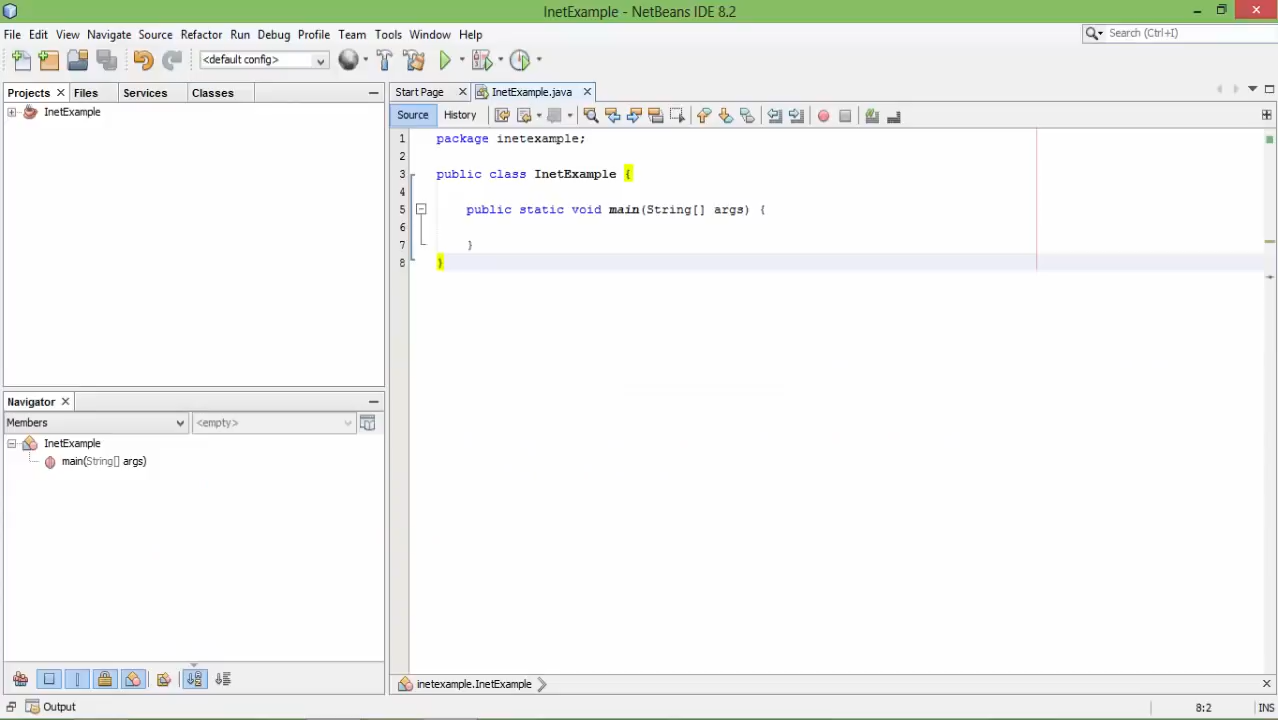 InetExample - NetBeans IDE 8.2
File Edit View Navigate Source Refactor Run Debug Profile Team Tools Window Help
Search (Ctrl+I)
<default config>
Projects Files Services Classes
Start Page InetExample.java
InetExample
Source History
1 package inetexample;
2
3 public class InetExample {
4
5 public static void main(String[] args) {
6
7 }
8 }
Navigator
Members <empty>
InetExample
main(String[] args)
inetexample.InetExample
Output
8:2 INS